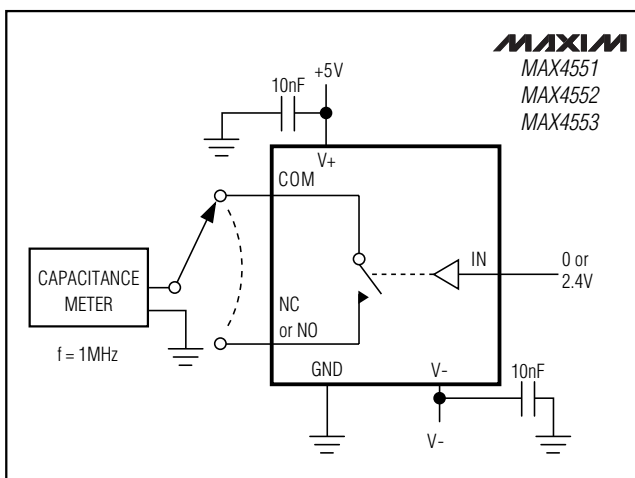 MAXIM
MAX4551
MAX4552
MAX4553
+5V
10nF
V+
COM
CAPACITANCE
METER
f = 1MHz
NC
or NO
IN
0 or
2.4V
GND
V-
10nF
V-